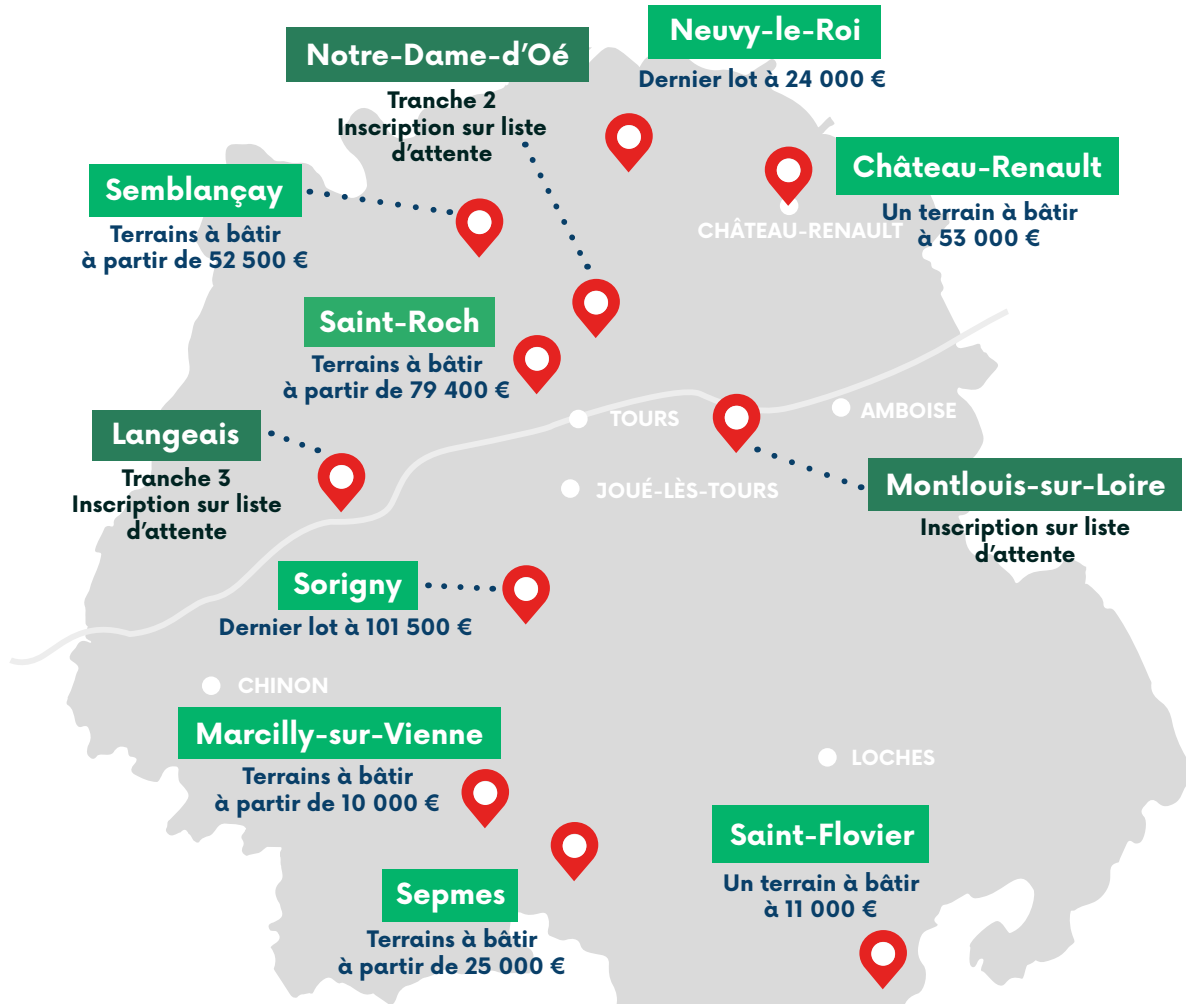 Neuvy-le-Roi
Dernier lot à 24 000 €
Notre-Dame-d'Oé
Tranche 2
Inscription sur liste
d'attente
Château-Renault
Un terrain à bâtir
à 53 000 €
CHÂTEAU-RENAULT
Semblançay
Terrains à bâtir
à partir de 52 500 €
Saint-Roch
Terrains à bâtir
à partir de 79 400 €
TOURS
AMBOISE
Langeais
Tranche 3
Inscription sur liste
d'attente
JOUÉ-LÈS-TOURS
Montlouis-sur-Loire
Inscription sur liste
d'attente
Sorigny
Dernier lot à 101 500 €
CHINON
Marcilly-sur-Vienne
Terrains à bâtir
à partir de 10 000 €
LOCHES
Saint-Flovier
Un terrain à bâtir
à 11 000 €
Sepmes
Terrains à bâtir
à partir de 25 000 €